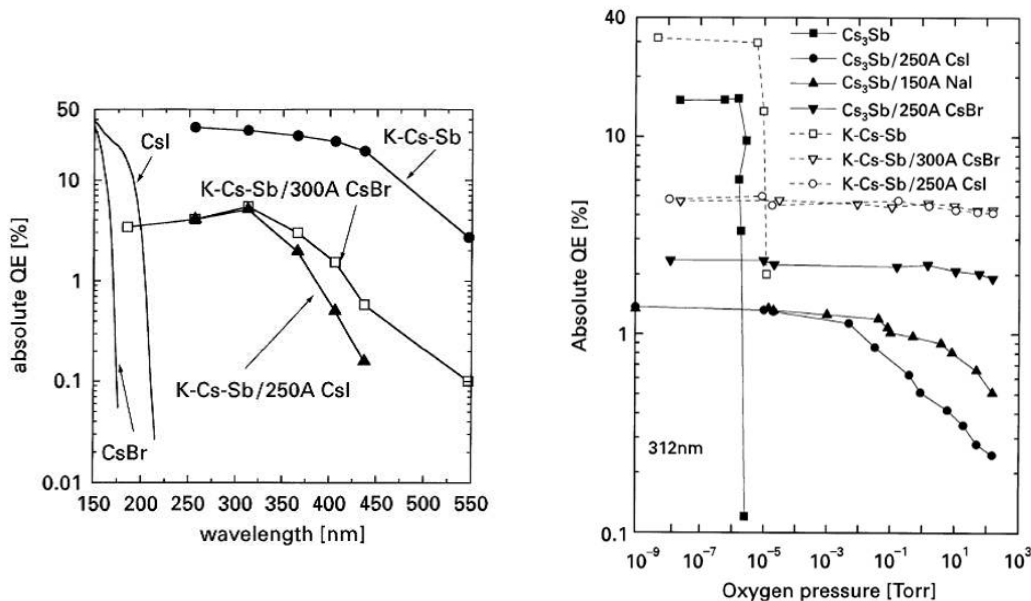 absolute QE [%]
50
10
1
0.1
0.01
CsI
K-Cs-Sb
K-Cs-Sb/300A CsBr
K-Cs-Sb/250A CsI
CsBr
150 200 250 300 350 400 450 500 550
wavelength [nm]
Absolute QE [%]
40
10
1
0.1
Cs₃Sb
Cs₃Sb/250A CsI
Cs₃Sb/150A NaI
Cs₃Sb/250A CsBr
K-Cs-Sb
K-Cs-Sb/300A CsBr
K-Cs-Sb/250A CsI
312nm
10⁻⁹ 10⁻⁷ 10⁻⁵ 10⁻³ 10⁻¹ 10¹ 10³
Oxygen pressure [Torr]